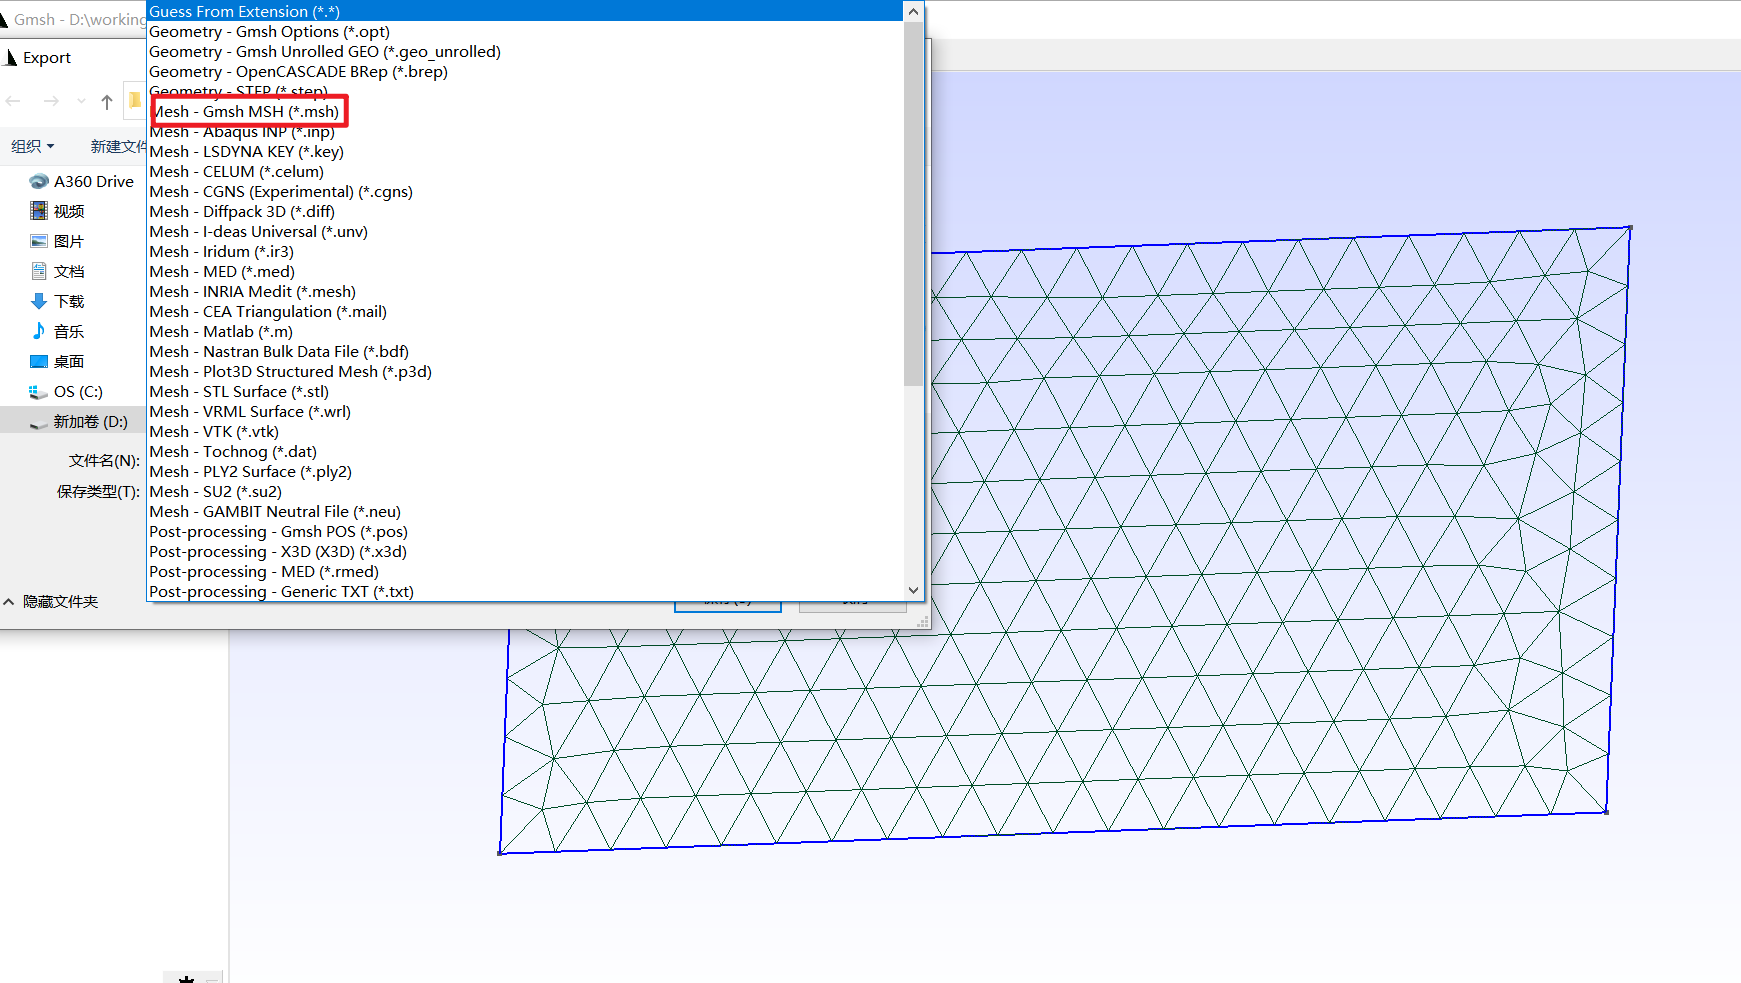 Gmsh - D:\working
Export
组织
新建文件
A360 Drive
视频
图片
文档
下载
音乐
桌面
OS (C:)
新加卷 (D:)
文件名(N):
保存类型(T):
隐藏文件夹
Guess From Extension (*.*)
Geometry - Gmsh Options (*.opt)
Geometry - Gmsh Unrolled GEO (*.geo_unrolled)
Geometry - OpenCASCADE BRep (*.brep)
Geometry - STEP (*.step)
Mesh - Gmsh MSH (*.msh)
Mesh - Abaqus INP (*.inp)
Mesh - LSDYNA KEY (*.key)
Mesh - CELUM (*.celum)
Mesh - CGNS (Experimental) (*.cgns)
Mesh - Diffpack 3D (*.diff)
Mesh - I-deas Universal (*.unv)
Mesh - Iridum (*.ir3)
Mesh - MED (*.med)
Mesh - INRIA Medit (*.mesh)
Mesh - CEA Triangulation (*.mail)
Mesh - Matlab (*.m)
Mesh - Nastran Bulk Data File (*.bdf)
Mesh - Plot3D Structured Mesh (*.p3d)
Mesh - STL Surface (*.stl)
Mesh - VRML Surface (*.wrl)
Mesh - VTK (*.vtk)
Mesh - Tochnog (*.dat)
Mesh - PLY2 Surface (*.ply2)
Mesh - SU2 (*.su2)
Mesh - GAMBIT Neutral File (*.neu)
Post-processing - Gmsh POS (*.pos)
Post-processing - X3D (X3D) (*.x3d)
Post-processing - MED (*.rmed)
Post-processing - Generic TXT (*.txt)